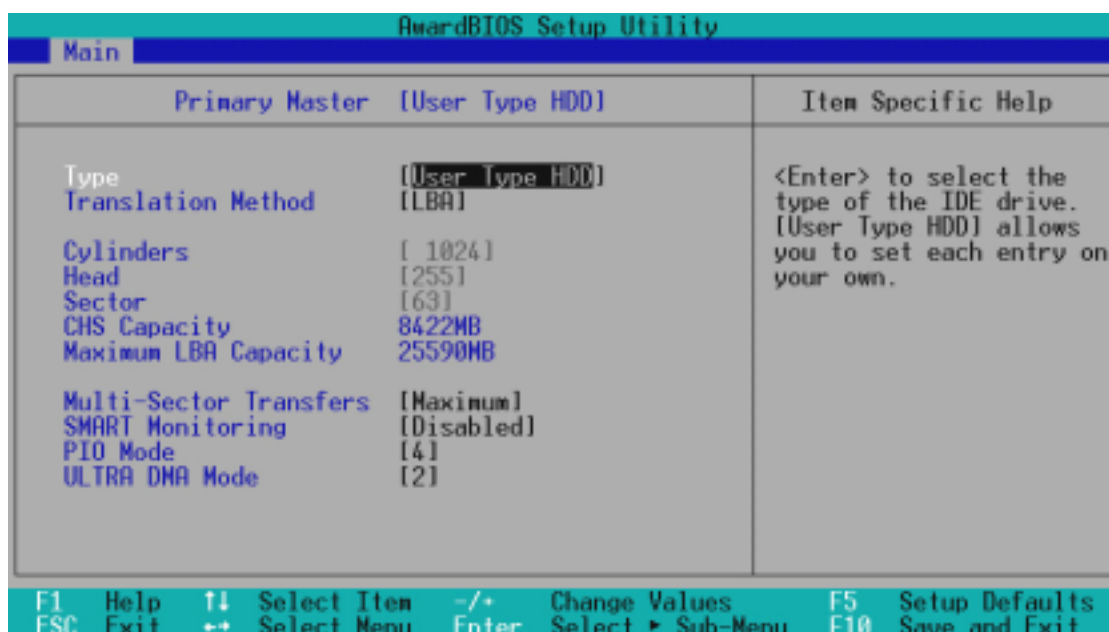 AwardBIOS Setup Utility
Main
Primary Master [User Type HDD]
Item Specific Help
Type [User Type HDD]
Translation Method [LBA]
Cylinders [ 1024]
Head [255]
Sector [63]
CHS Capacity 8422MB
Maximum LBA Capacity 25590MB
Multi-Sector Transfers [Maximum]
SMART Monitoring [Disabled]
PIO Mode [4]
ULTRA DMA Mode [2]
<Enter> to select the
type of the IDE drive.
[User Type HDD] allows
you to set each entry on
your own.
F1 Help ↑↓ Select Item -/+ Change Values F5 Setup Defaults
ESC Exit ←→ Select Menu Enter Select ► Sub-Menu F10 Save and Exit